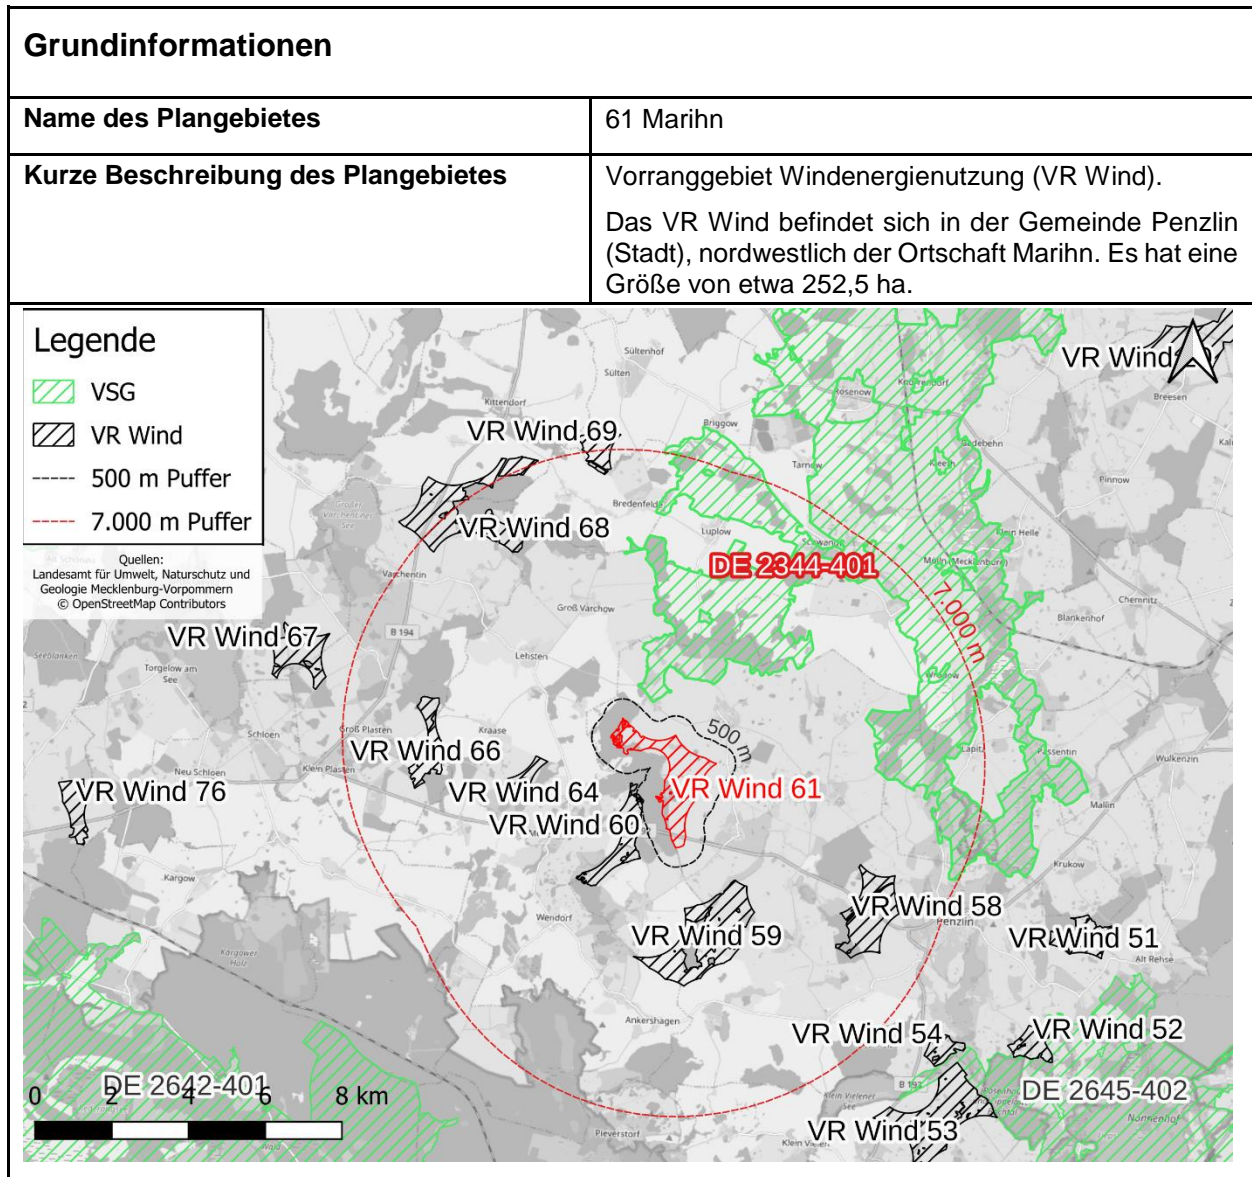 Grundinformationen
Name des Plangebietes
61 Marihn
Kurze Beschreibung des Plangebietes
Vorranggebiet Windenergienutzung (VR Wind).
Das VR Wind befindet sich in der Gemeinde Penzlin
(Stadt), nordwestlich der Ortschaft Marihn. Es hat eine
Größe von etwa 252,5 ha.
Legende
VSG
VR Wind
500 m Puffer
7.000 m Puffer
Quellen:
Landesamt für Umwelt, Naturschutz und
Geologie Mecklenburg-Vorpommern
© OpenStreetMap Contributors
Sültenhof
Sülten
Kittendorf
Briggow
Rosenow
Breesen
VR Wind
VR Wind 69
Tarnow
Kleeth
Pinnow
Bredenfelde
VR Wind 68
Luplow
Klein Helle
DE 2344-401
Varchentin
Chemnitz
Groß Varchow
7.000 m
Blankenhof
VR Wind 67
B 194
Torgelow am
See
Lehsten
Schloen
Groß Plasten
Kraase
500 m
Lapitz
Passentin
Wulkenzin
VR Wind 66
Neu Schloen
Klein Plasten
VR Wind 76
VR Wind 64
VR Wind 61
Mallin
VR Wind 60
Krukow
Kargow
Wendorf
VR Wind 58
Penzlin
VR Wind 59
VR Wind 51
Alt Rehse
Kargower
Holz
Ankershagen
VR Wind 54
VR Wind 52
DE 2642-401
DE 2645-402
0 2 4 6 8 km
Klein Vielener
See
Pieverstorf
VR Wind 53